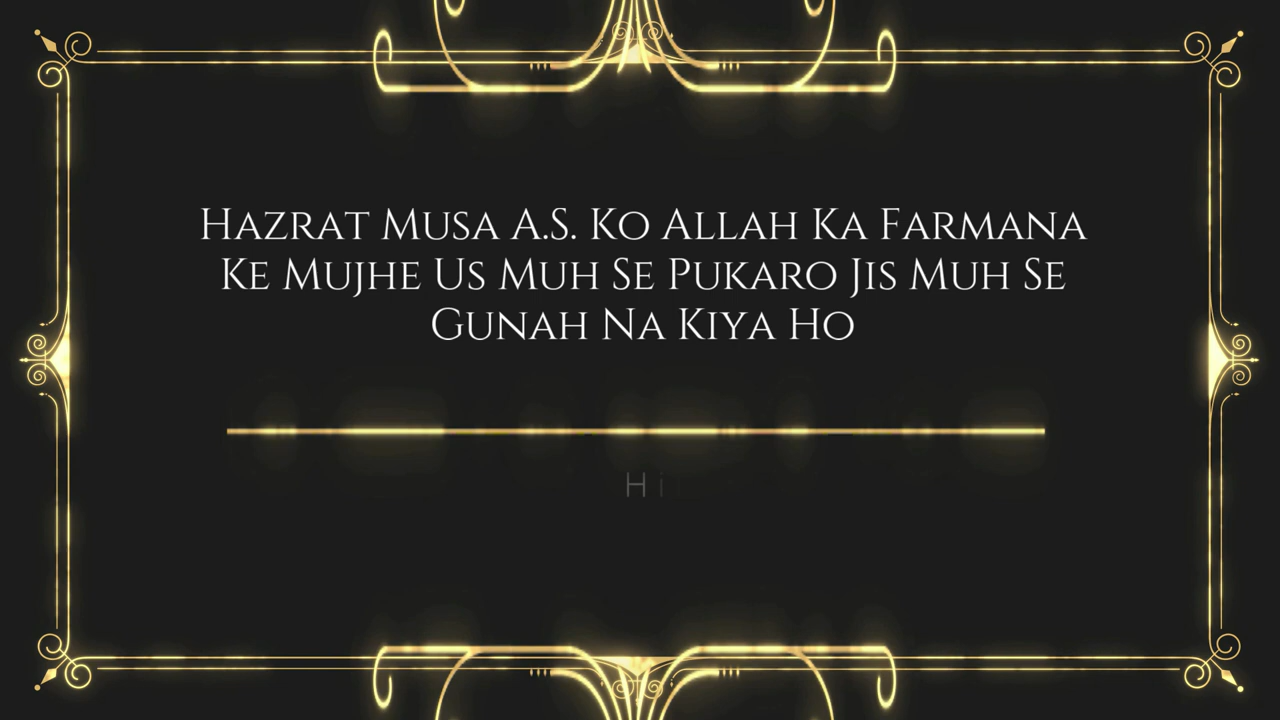 Hazrat Musa A.S. Ko Allah Ka Farmana
Ke Mujhe Us Muh Se Pukaro Jis Muh Se
Gunah Na Kiya Ho
Hi